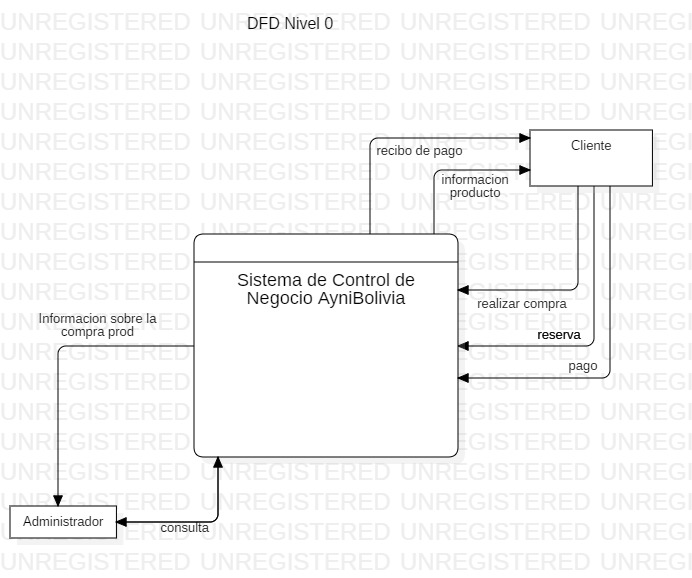 DFD Nivel 0
recibo de pago
Cliente
informacion
producto
Sistema de Control de
Negocio AyniBolivia
realizar compra
Informacion sobre la
compra prod
reserva
pago
Administrador
consulta
UNREGISTERED